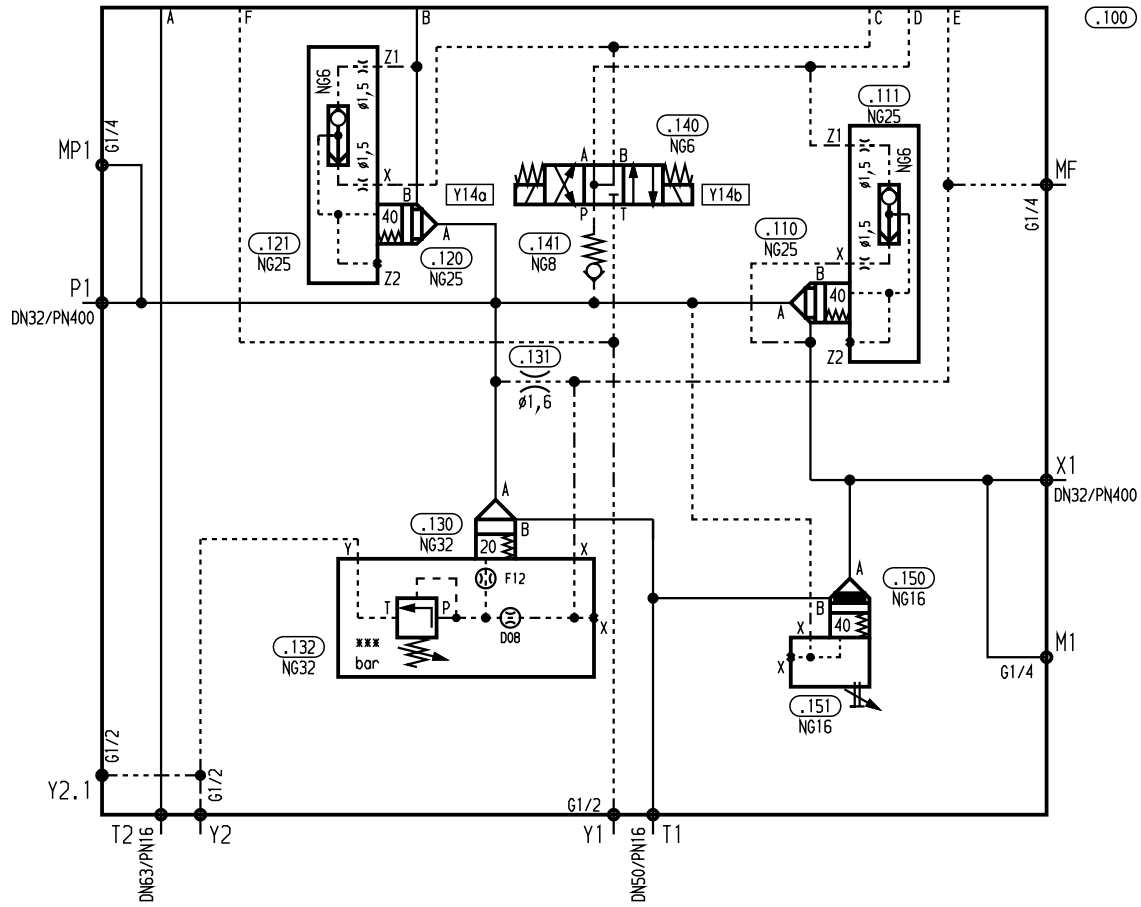 A
F
B
C
D
E
.100
Z1
NG6
ø1,5
ø1,5
X
B
40
A
Z2
.121
NG25
.120
NG25
Y14a
A
B
P
T
.140
NG6
Y14b
.141
NG8
.111
NG25
Z1
NG6
ø1,5
ø1,5
X
B
40
A
Z2
.110
NG25
MP1
G1/4
P1
DN32/PN400
MF
G1/4
.131
ø1,6
X1
DN32/PN400
A
B
20
.130
NG32
Y
X
F12
T
P
D08
X
***
bar
.132
NG32
A
B
40
.150
NG16
X
X
.151
NG16
M1
G1/4
G1/2
Y2.1
G1/2
T2
DN63/PN16
Y2
G1/2
Y1
DN50/PN16
T1